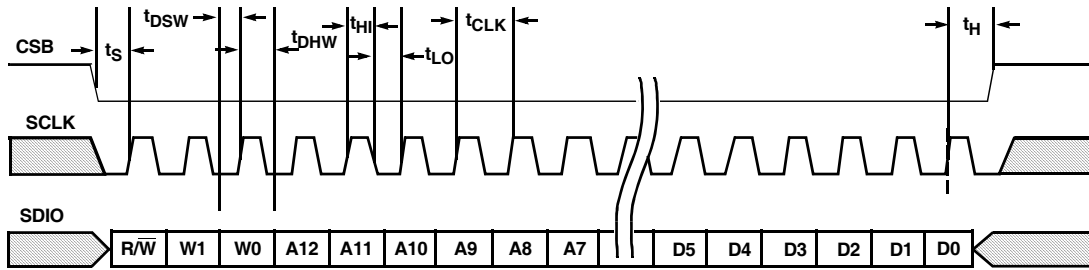 tDSW tHI tCLK tH
CSB tS tDHW tLO
SCLK
SDIO
R/W̅ W1 W0 A12 A11 A10 A9 A8 A7 D5 D4 D3 D2 D1 D0